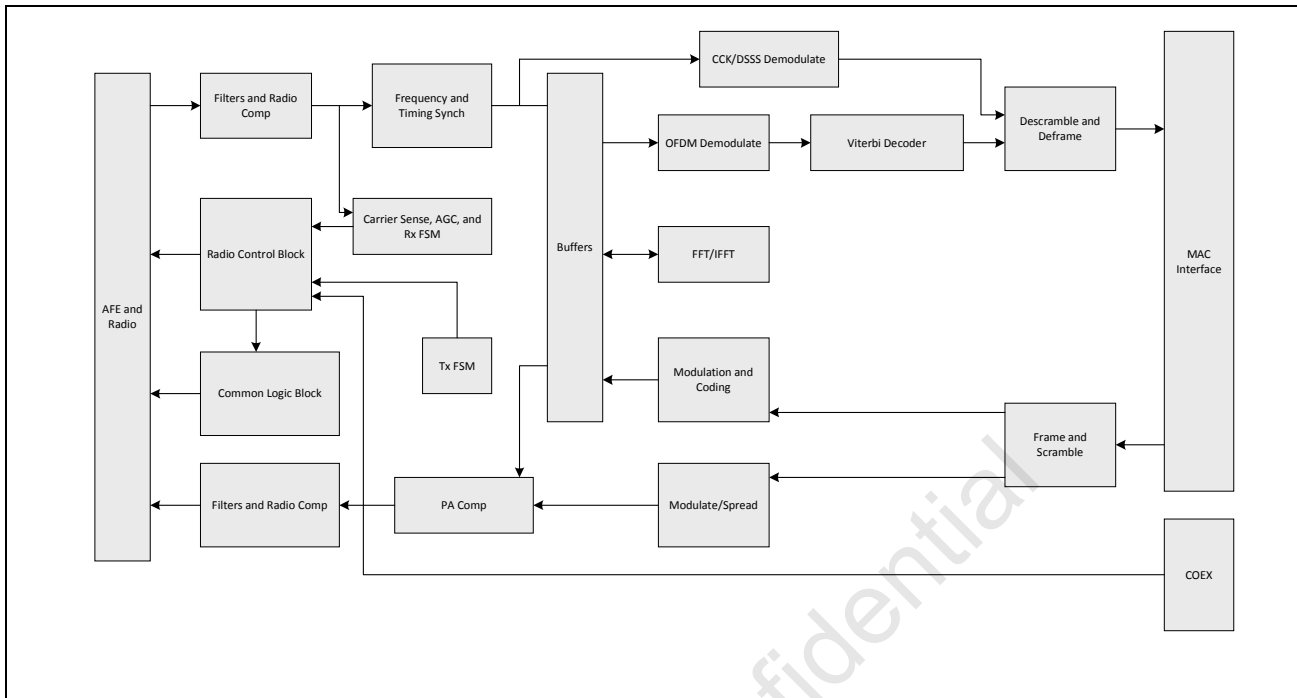 CCK/DSSS Demodulate
Filters and Radio
Comp
Frequency and
Timing Synch
Descramble and
Deframe
OFDM Demodulate
Viterbi Decoder
Carrier Sense, AGC, and
Rx FSM
Radio Control Block
Buffers
FFT/IFFT
MAC
Interface
AFE and
Radio
Tx FSM
Modulation and
Coding
Common Logic Block
Frame and
Scramble
Filters and Radio Comp
PA Comp
Modulate/Spread
COEX
fidential